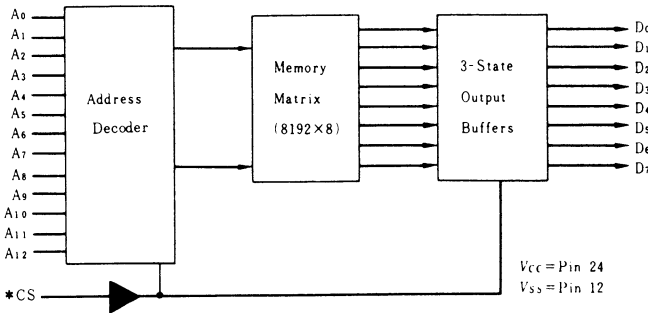 A0
A1
A2
A3
A4
A5
A6
A7
A8
A9
A10
A11
A12
*CS
Address
Decoder
Memory
Matrix
(8192×8)
3-State
Output
Buffers
D0
D1
D2
D3
D4
D5
D6
D7
VCC=Pin 24
VSS=Pin 12